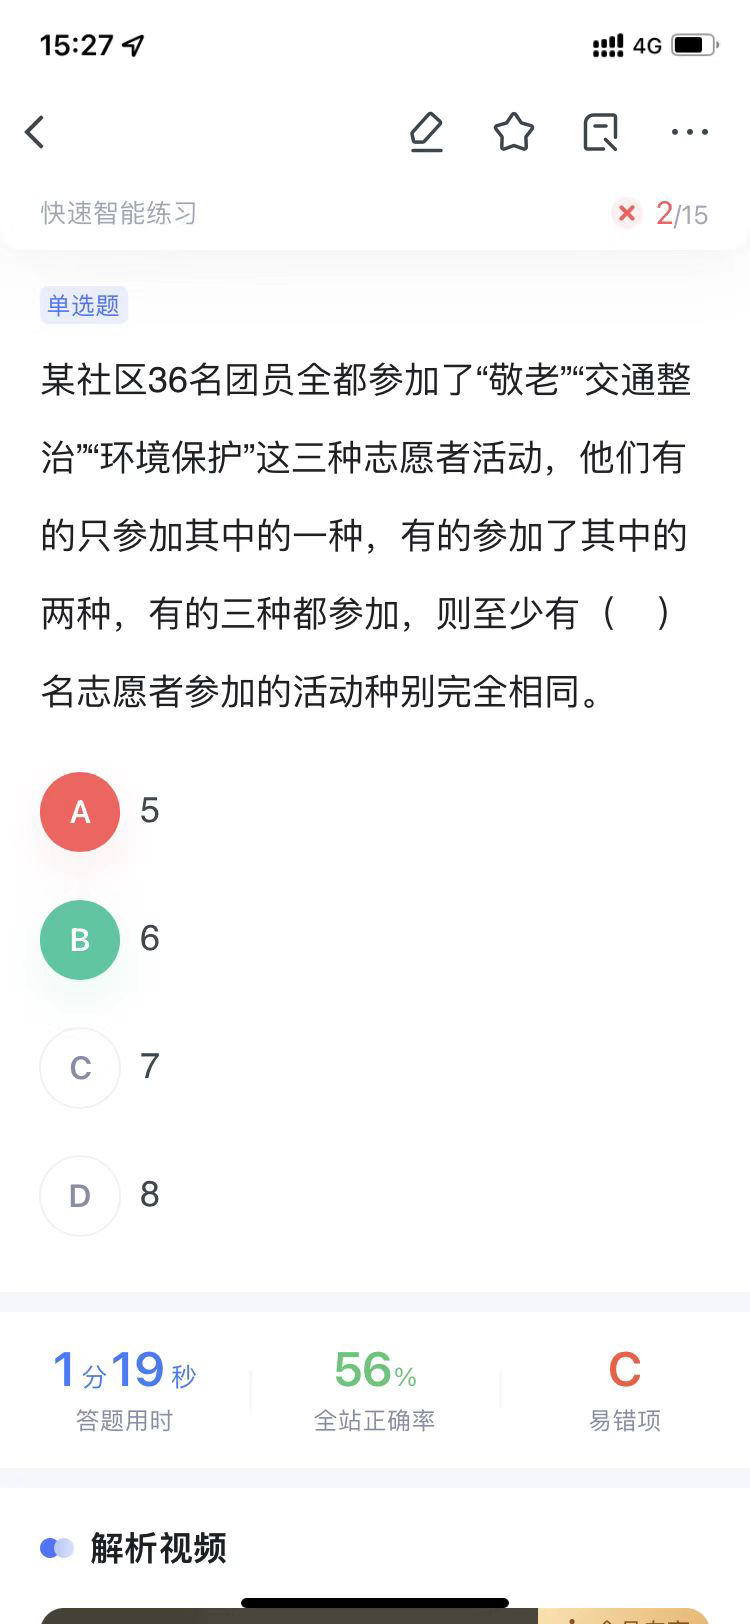 15:27
4G
快速智能练习
2/15
单选题
某社区36名团员全都参加了“敬老”“交通整
治”“环境保护”这三种志愿者活动，他们有
的只参加其中的一种，有的参加了其中的
两种，有的三种都参加，则至少有（　）
名志愿者参加的活动种别完全相同。
A 5
B 6
C 7
D 8
1分19秒
56%
C
答题用时
全站正确率
易错项
解析视频